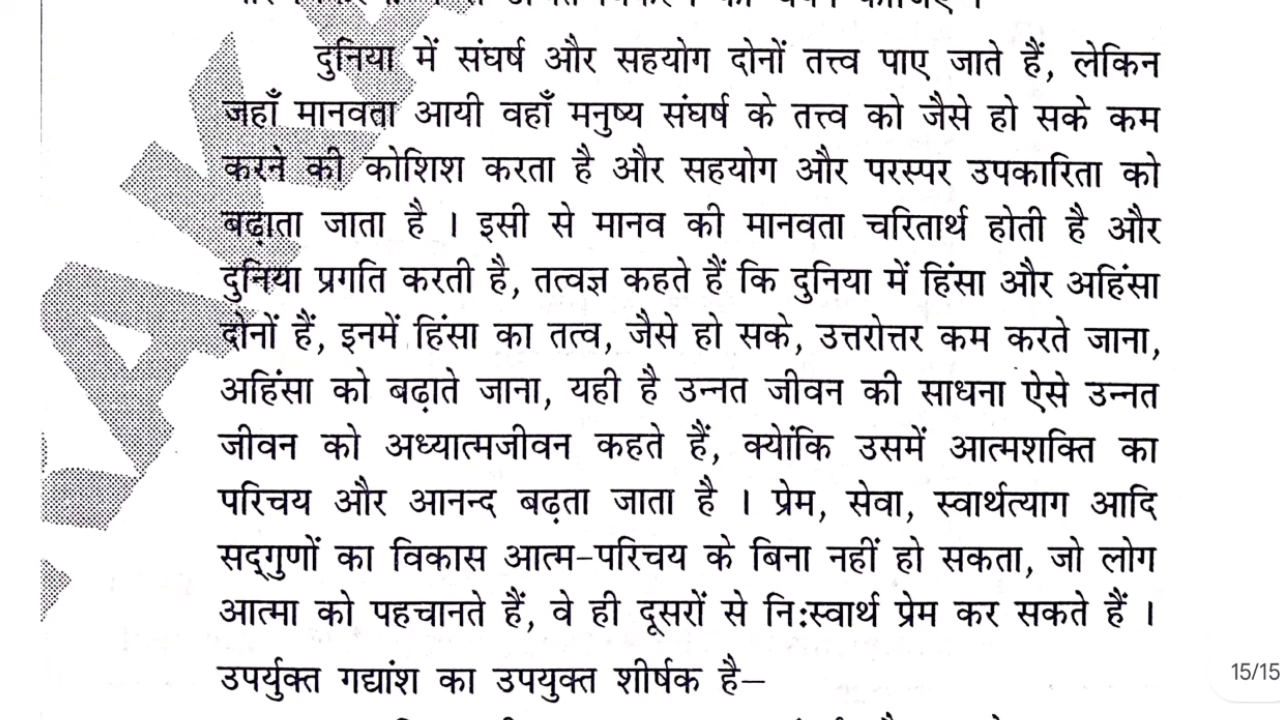 दुनिया में संघर्ष और सहयोग दोनों तत्त्व पाए जाते हैं, लेकिन
जहाँ मानवता आयी वहाँ मनुष्य संघर्ष के तत्त्व को जैसे हो सके कम
करने की कोशिश करता है और सहयोग और परस्पर उपकारिता को
बढ़ाता जाता है । इसी से मानव की मानवता चरितार्थ होती है और
दुनिया प्रगति करती है, तत्वज्ञ कहते हैं कि दुनिया में हिंसा और अहिंसा
दोनों हैं, इनमें हिंसा का तत्व, जैसे हो सके, उत्तरोत्तर कम करते जाना,
अहिंसा को बढ़ाते जाना, यही है उन्नत जीवन की साधना ऐसे उन्नत
जीवन को अध्यात्मजीवन कहते हैं, क्योंकि उसमें आत्मशक्ति का
परिचय और आनन्द बढ़ता जाता है । प्रेम, सेवा, स्वार्थत्याग आदि
सद्‌गुणों का विकास आत्म-परिचय के बिना नहीं हो सकता, जो लोग
आत्मा को पहचानते हैं, वे ही दूसरों से नि:स्वार्थ प्रेम कर सकते हैं ।
उपर्युक्त गद्यांश का उपयुक्त शीर्षक है–
15/15